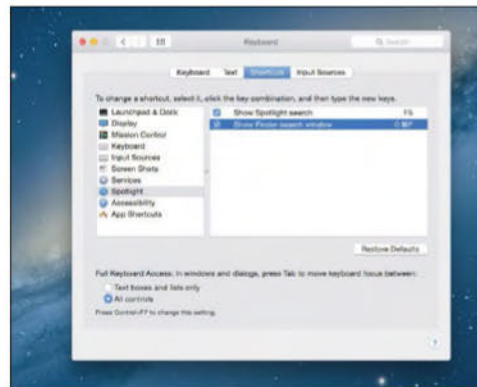 Keyboard
Search
Keyboard Text Shortcuts Input Sources
To change a shortcut, select it, click the key combination, and then type the new keys.
Launchpad & Dock
Display
Mission Control
Keyboard
Input Sources
Screen Shots
Services
Spotlight
Accessibility
App Shortcuts
Show Spotlight search
Show Finder search window
Restore Defaults
Full Keyboard Access: In windows and dialogs, press Tab to move keyboard focus between:
Text boxes and lists only
All controls
Press Control+F7 to change this setting.
?